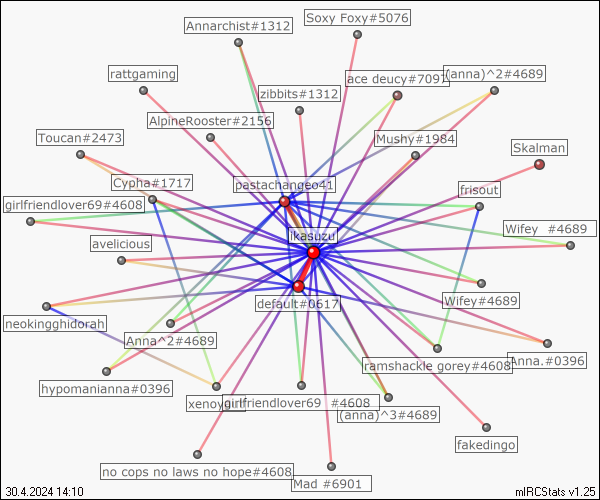 Soxy Foxy#5076
Annarchist#1312
rattgaming
ace deucy#7097
(anna)^2#4689
zibbits#1312
AlpineRooster#2156
Toucan#2473
Mushy#1984
Skalman
Cypha#1717
pastachangeo41
frisout
girlfriendlover69#4608
Wifey #4689
ikasuzu
avelicious
default#0617
Wifey#4689
neokingghidorah
Anna^2#4689
Anna.#0396
ramshackle gorey#4608
hypomanianna#0396
girlfriendlover69 #4608
(anna)^3#4689
fakedingo
no cops no laws no hope#4608
Mad #6901
30.4.2024 14:10
mIRCStats v1.25